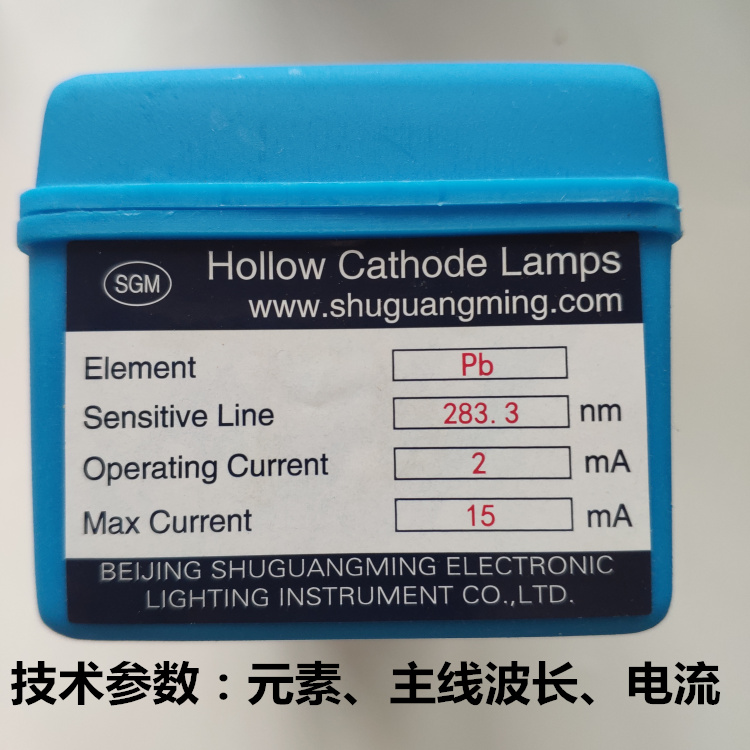 SGM
Hollow Cathode Lamps
www.shuguangming.com
Element Pb
Sensitive Line 283.3 nm
Operating Current 2 mA
Max Current 15 mA
BEIJING SHUGUANGMING ELECTRONIC
LIGHTING INSTRUMENT CO.,LTD.
技术参数：元素、主线波长、电流